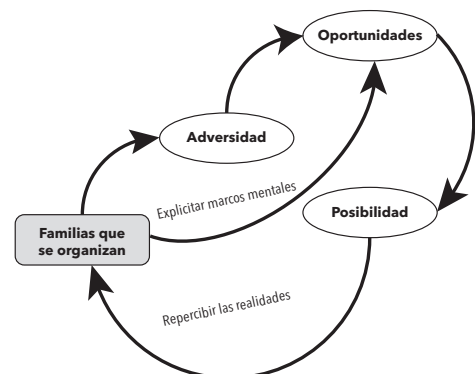 Oportunidades
Adversidad
Explicitar marcos mentales
Posibilidad
Familias que
se organizan
Repercibir las realidades